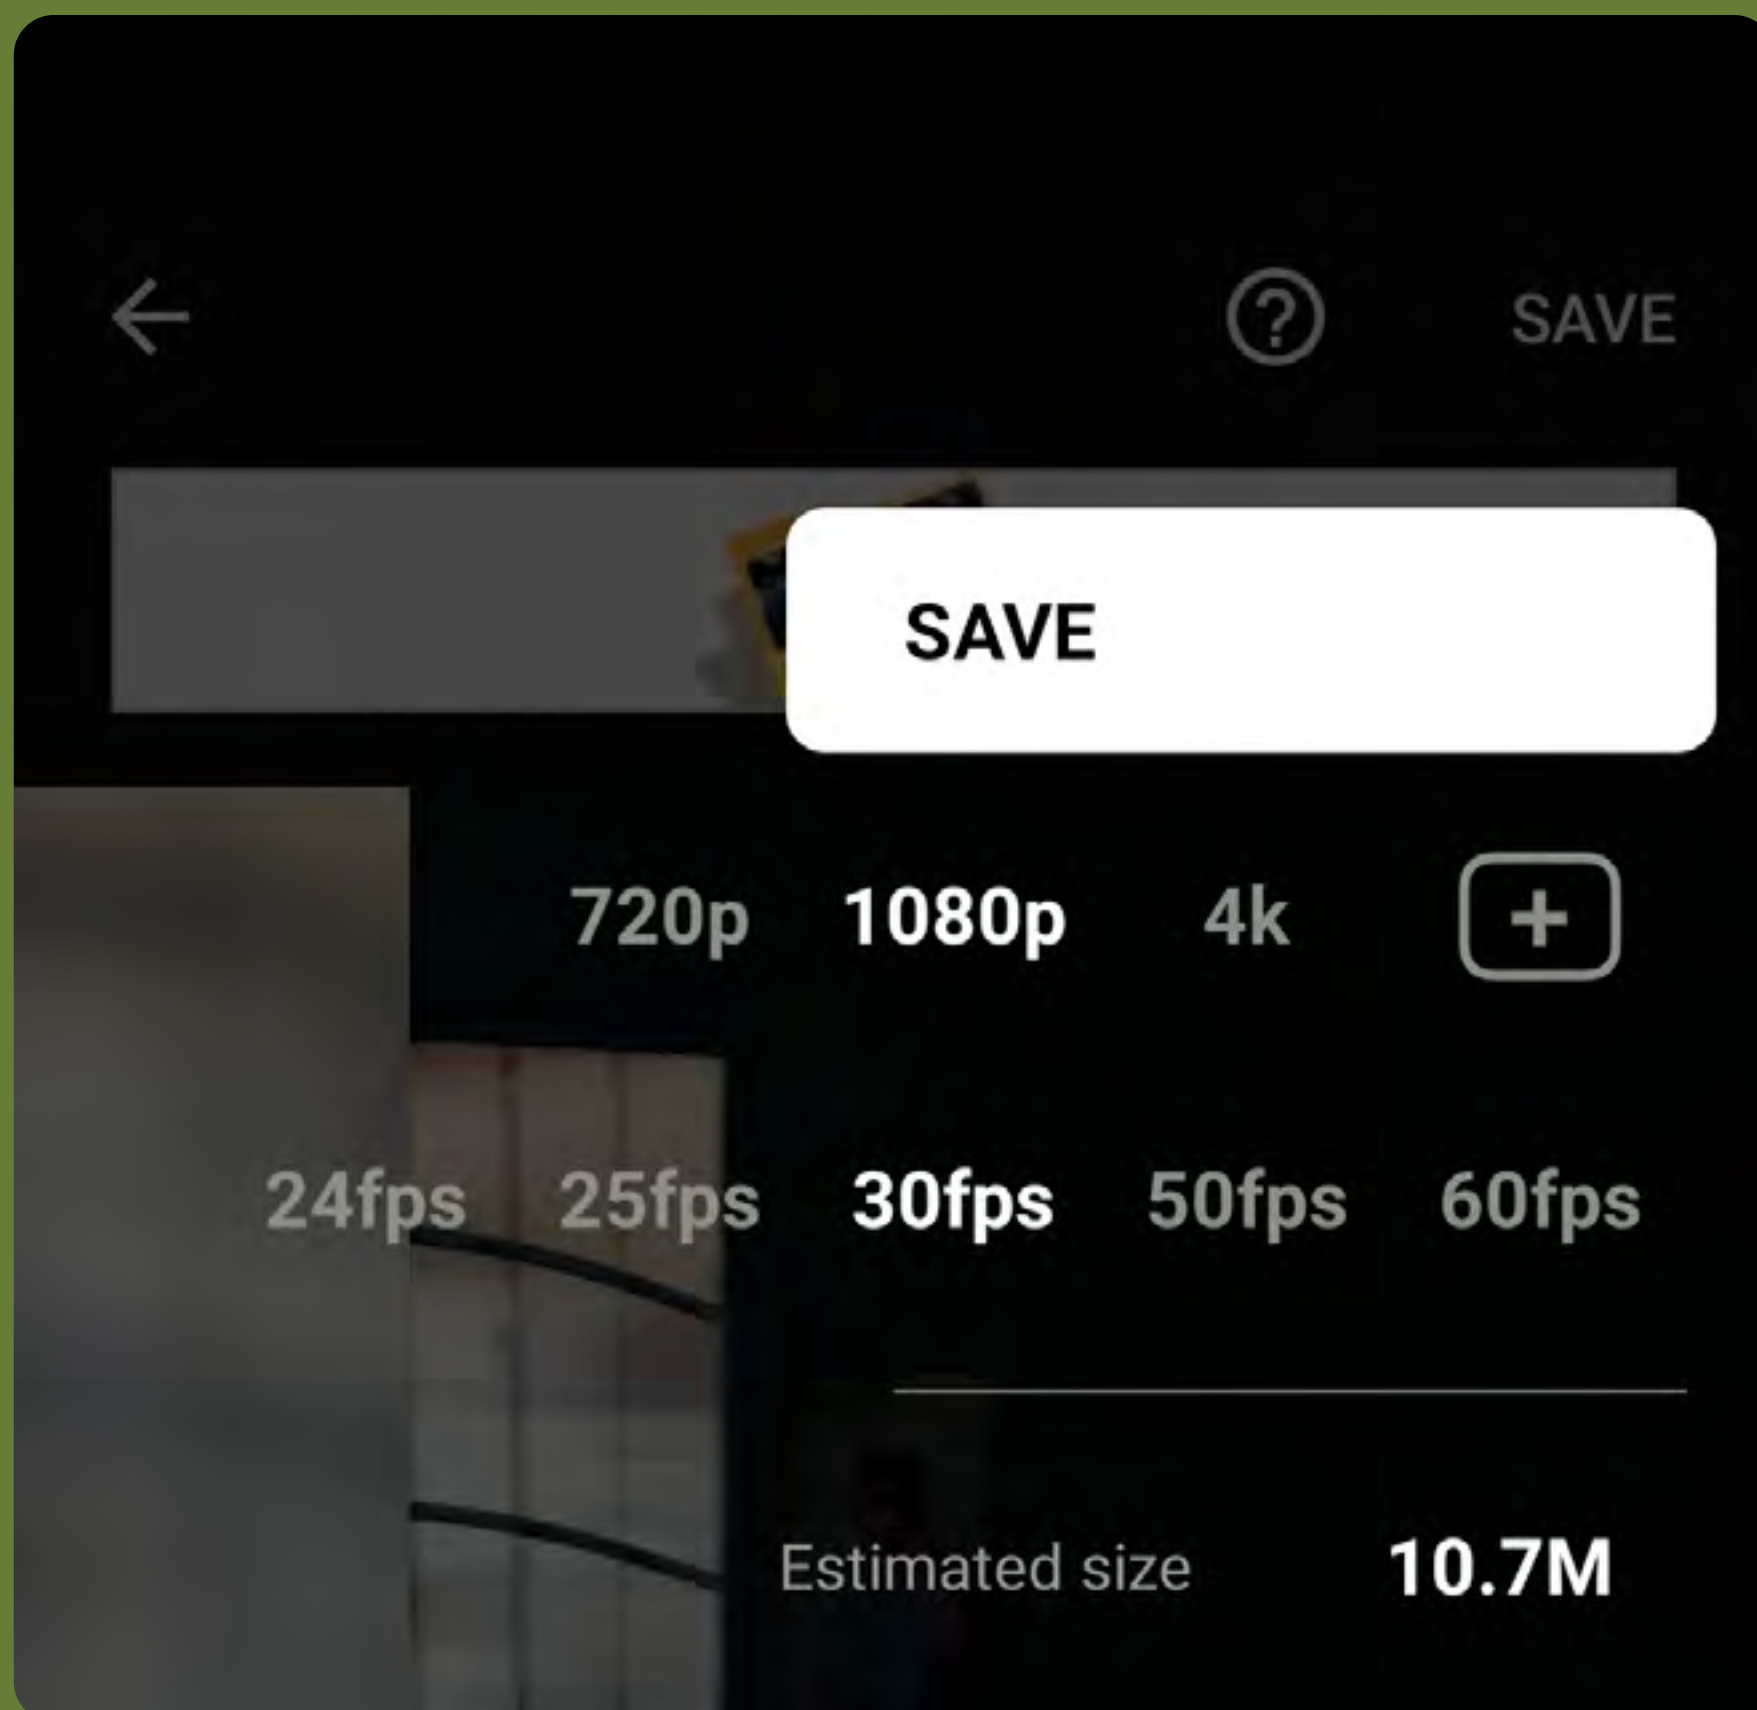 SAVE
SAVE
720p 1080p 4k +
24fps 25fps 30fps 50fps 60fps
Estimated size 10.7M